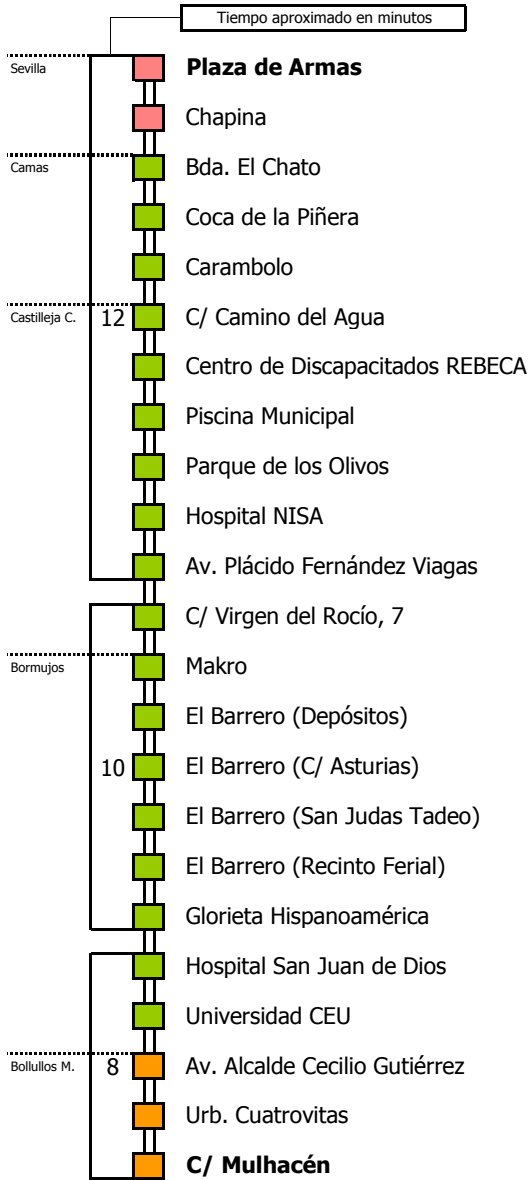 Tiempo aproximado en minutos
Sevilla
Plaza de Armas
Chapina
Camas
Bda. El Chato
Coca de la Piñera
Carambolo
Castilleja C.
12
C/ Camino del Agua
Centro de Discapacitados REBECA
Piscina Municipal
Parque de los Olivos
Hospital NISA
Av. Plácido Fernández Viagas
C/ Virgen del Rocío, 7
Bormujos
Makro
El Barrero (Depósitos)
10
El Barrero (C/ Asturias)
El Barrero (San Judas Tadeo)
El Barrero (Recinto Ferial)
Glorieta Hispanoamérica
Hospital San Juan de Dios
Universidad CEU
Bollullos M.
8
Av. Alcalde Cecilio Gutiérrez
Urb. Cuatrovitas
C/ Mulhacén